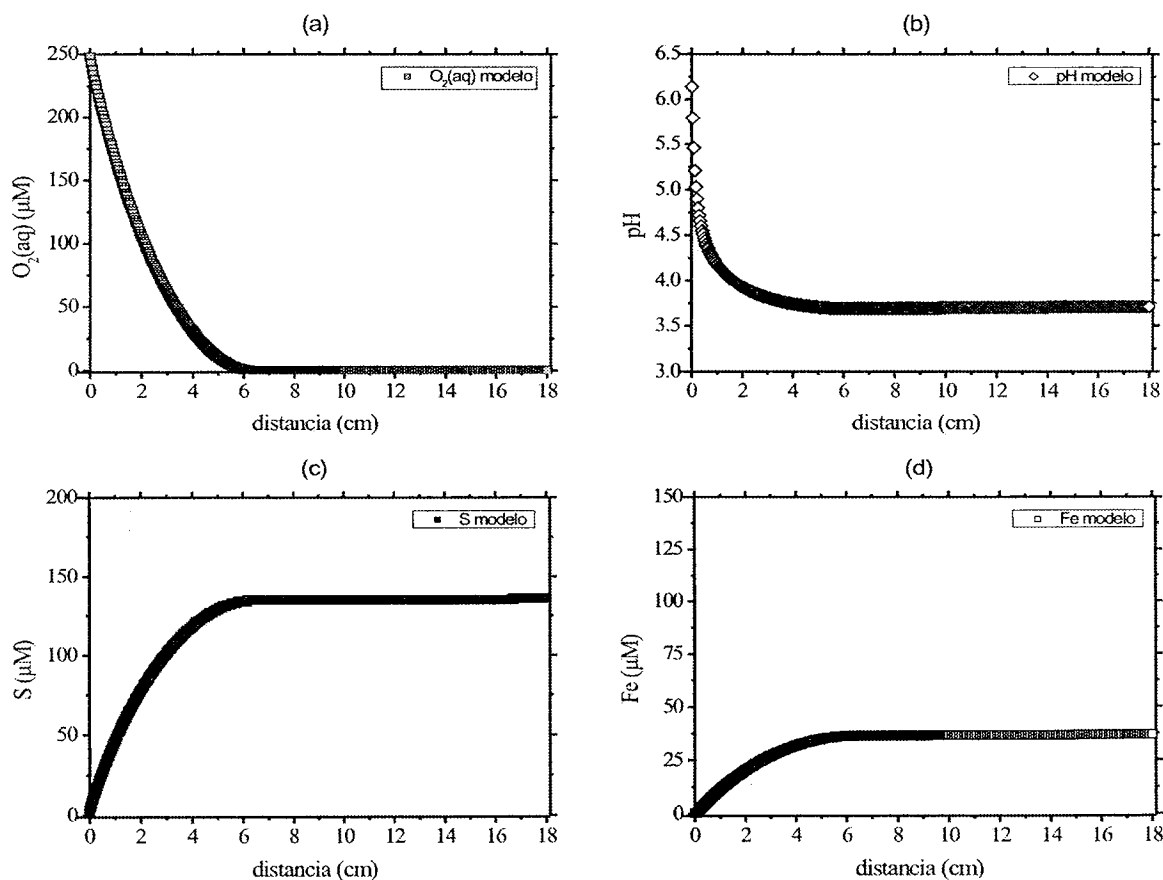 (a)
250
200
150
100
50
0
O₂(aq) (µM)
O₂(aq) modelo
0 2 4 6 8 10 12 14 16 18
distancia (cm)
(b)
6.5
6.0
5.5
5.0
4.5
4.0
3.5
3.0
pH
pH modelo
0 2 4 6 8 10 12 14 16 18
distancia (cm)
(c)
200
150
100
50
0
S (µM)
S modelo
0 2 4 6 8 10 12 14 16 18
distancia (cm)
(d)
150
125
100
75
50
25
0
Fe (µM)
Fe modelo
0 2 4 6 8 10 12 14 16 18
distancia (cm)